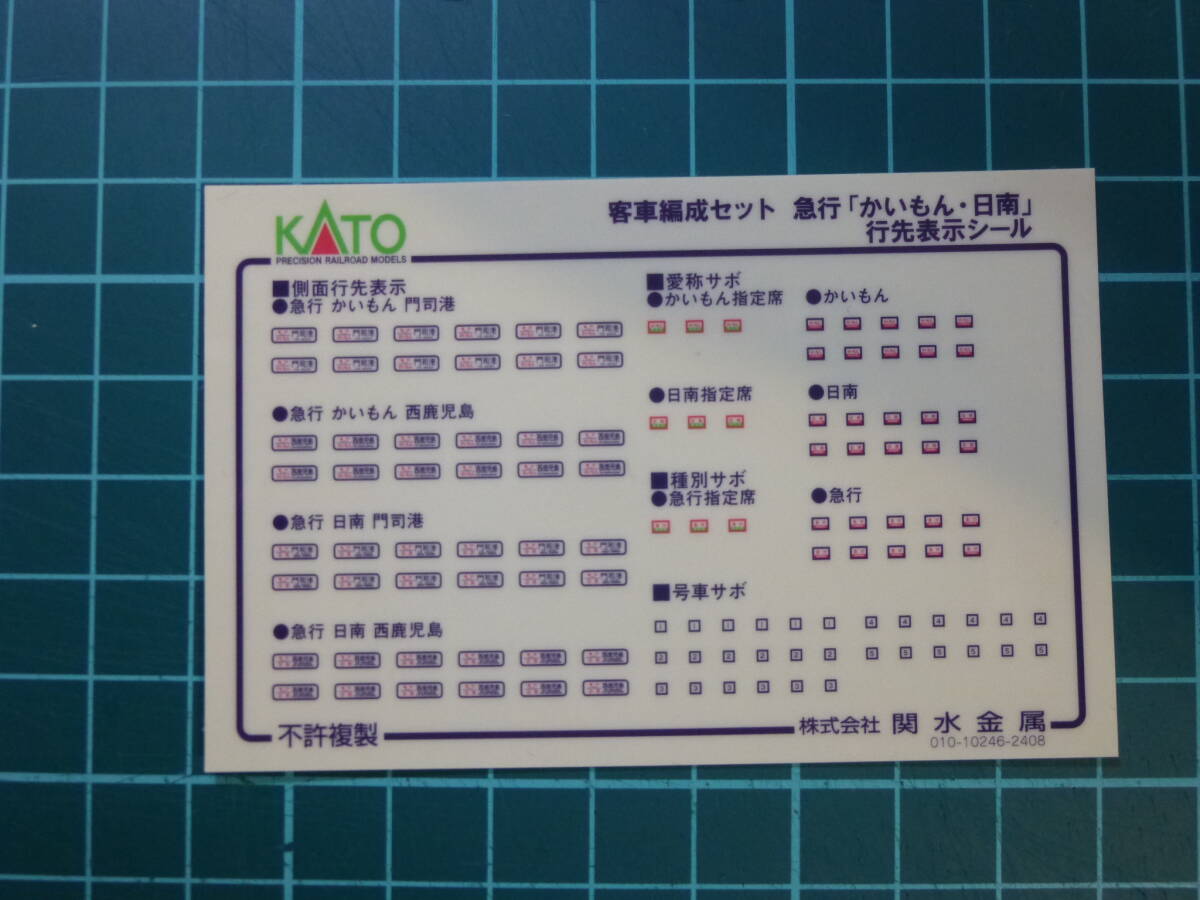 KATO
PRECISION RAILROAD MODELS
客車編成セット 急行「かいもん・日南」
行先表示シール
■側面行先表示
●急行 かいもん 門司港
●急行 かいもん 西鹿児島
●急行 日南 門司港
●急行 日南 西鹿児島
■愛称サボ
●かいもん指定席
●かいもん
●日南指定席
●日南
■種別サボ
●急行指定席
●急行
■号車サボ
1 1 1 1 1 1 4 4 4 4 4 4
2 2 2 2 2 2 5 5 5 5 5 5
3 3 3 3 3 3
不許複製
株式会社 関水金属
010-10246-2408